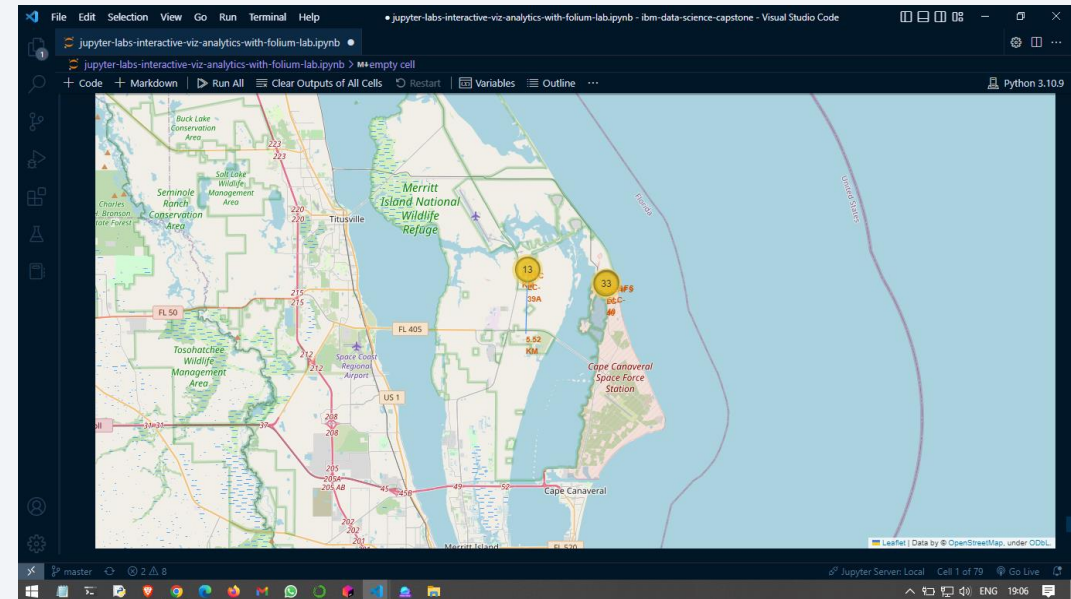 File Edit Selection View Go Run Terminal Help
● jupyter-labs-interactive-viz-analytics-with-folium-lab.ipynb - ibm-data-science-capstone - Visual Studio Code
jupyter-labs-interactive-viz-analytics-with-folium-lab.ipynb ●
1
jupyter-labs-interactive-viz-analytics-with-folium-lab.ipynb > M↓empty cell
+ Code + Markdown Run All Clear Outputs of All Cells Restart Variables Outline ...
Python 3.10.9
Buck Lake
Conservation
Area
223
223
Salt Lake
Wildlife
Management
Area
Seminole
Ranch
Conservation
Area
Charles
H. Bronson
State Forest
220
220
Titusville
Merritt
Island National
Wildlife
Refuge
Florida
United States
13
39A
33
215
215
FL 50
FL 405
5.52
KM
Tosohatchee
Wildlife
Management
Area
212
212
Space Coast
Regional
Airport
Cape Canaveral
Space Force
Station
US 1
208
208
31
31
37
205
205A
205 AB
45
45B
49
52
Cape Canaveral
202
202
201
Merritt Island
FL 520
Leaflet | Data by © OpenStreetMap, under ODbL.
master 2 8
Jupyter Server: Local Cell 1 of 79 Go Live
ENG 19:06